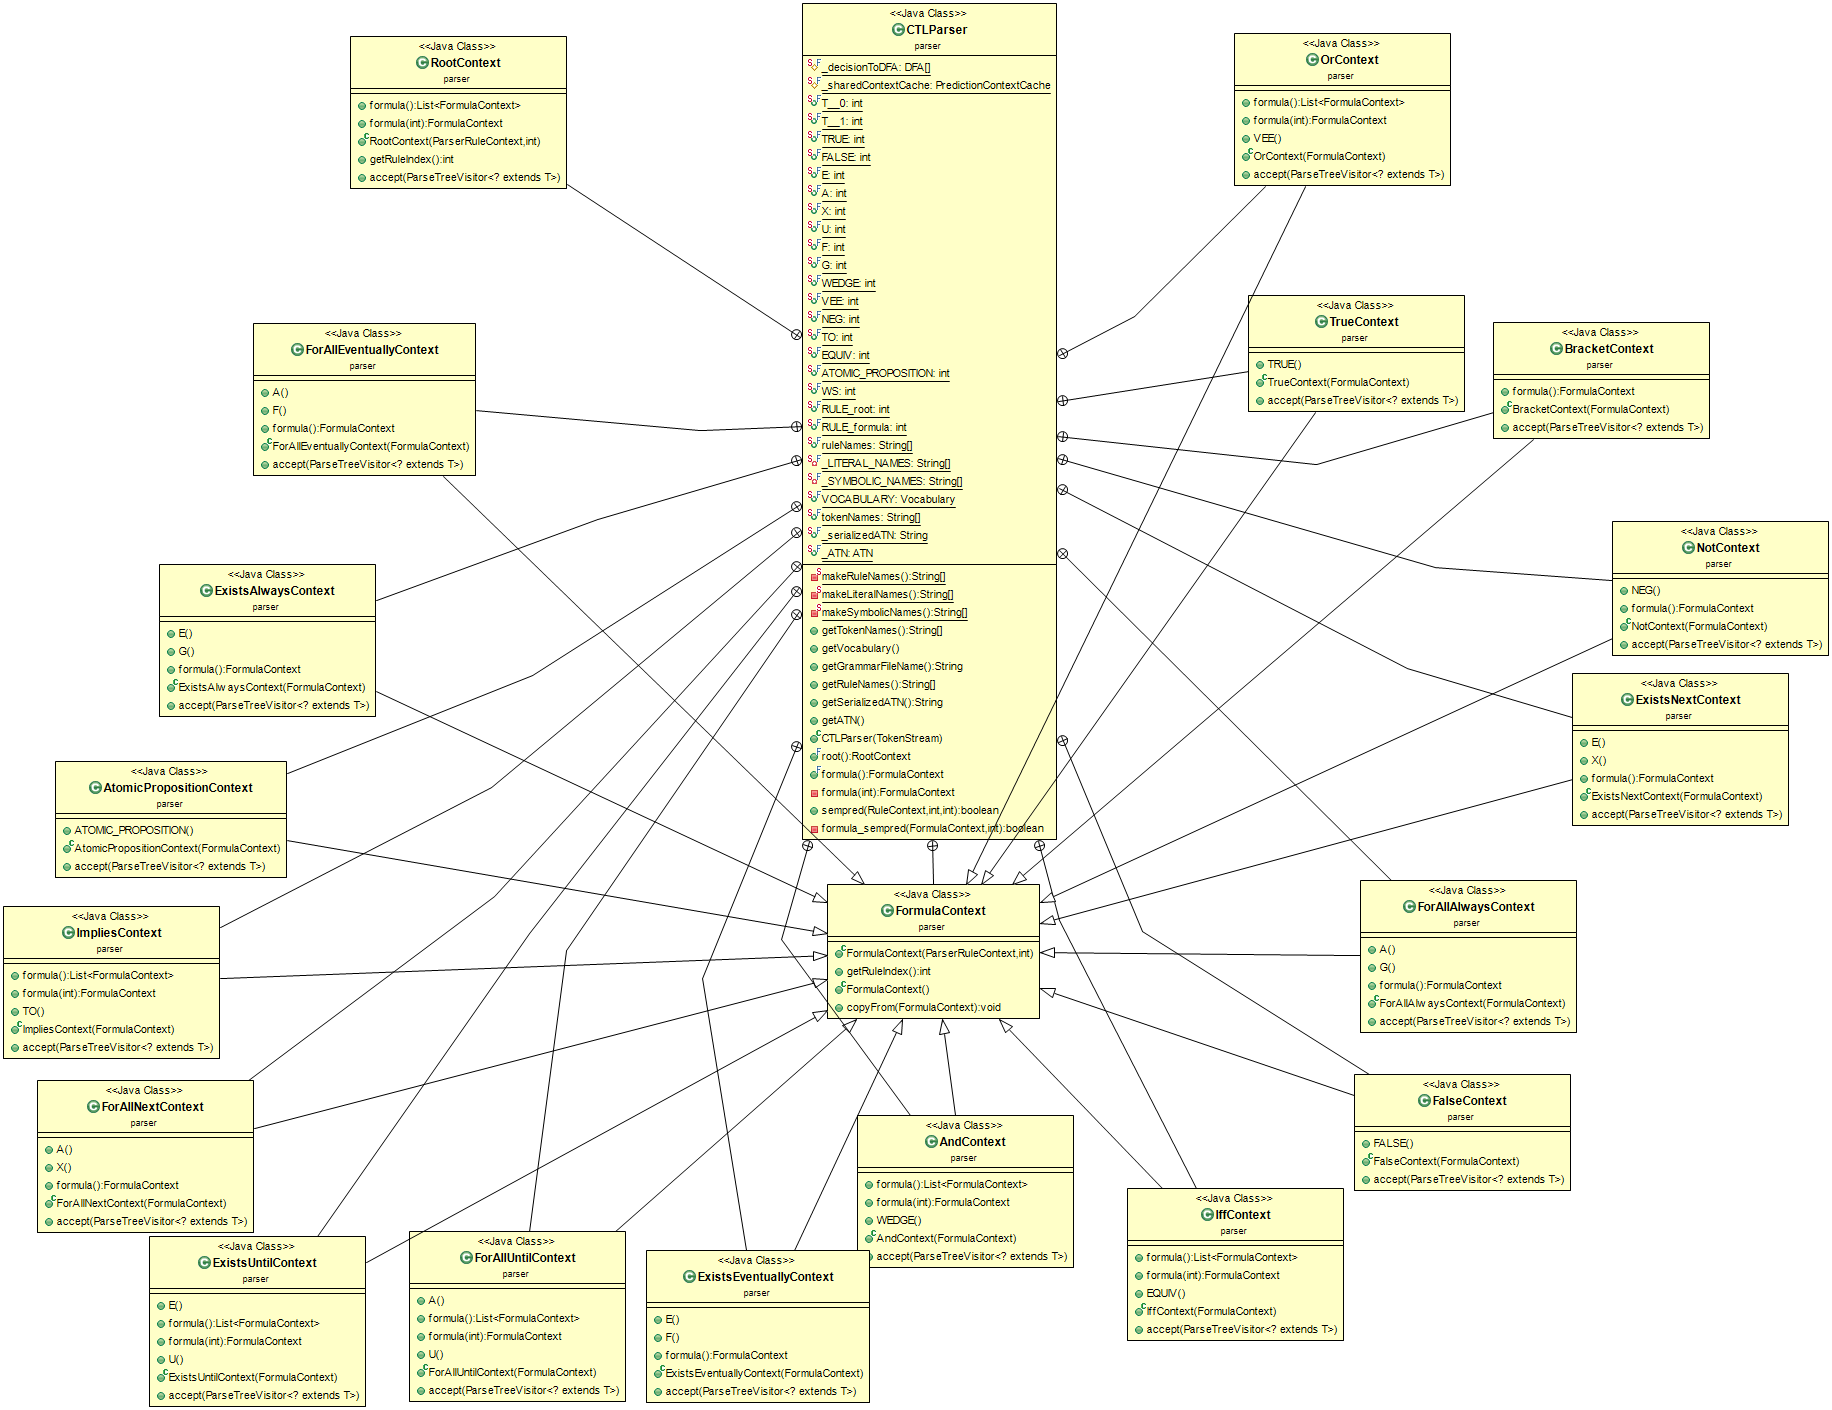 <<Java Class>>
CTLParser
parser
_decisionToDFA: DFA[]
_sharedContextCache: PredictionContextCache
T__0: int
T__1: int
TRUE: int
FALSE: int
E: int
A: int
X: int
U: int
F: int
G: int
WEDGE: int
VEE: int
NEG: int
TO: int
EQUIV: int
ATOMIC_PROPOSITION: int
WS: int
RULE_root: int
RULE_formula: int
ruleNames: String[]
_LITERAL_NAMES: String[]
_SYMBOLIC_NAMES: String[]
VOCABULARY: Vocabulary
tokenNames: String[]
_serializedATN: String
_ATN: ATN
makeRuleNames():String[]
makeLiteralNames():String[]
makeSymbolicNames():String[]
getTokenNames():String[]
getVocabulary()
getGrammarFileName():String
getRuleNames():String[]
getSerializedATN():String
getATN()
CTLParser(TokenStream)
root():RootContext
formula():FormulaContext
formula(int):FormulaContext
sempred(RuleContext,int,int):boolean
formula_sempred(FormulaContext,int):boolean
<<Java Class>>
RootContext
parser
formula():List<FormulaContext>
formula(int):FormulaContext
RootContext(ParserRuleContext,int)
getRuleIndex():int
accept(ParseTreeVisitor<? extends T>)
<<Java Class>>
OrContext
parser
formula():List<FormulaContext>
formula(int):FormulaContext
VEE()
OrContext(FormulaContext)
accept(ParseTreeVisitor<? extends T>)
<<Java Class>>
TrueContext
parser
TRUE()
TrueContext(FormulaContext)
accept(ParseTreeVisitor<? extends T>)
<<Java Class>>
BracketContext
parser
formula():FormulaContext
BracketContext(FormulaContext)
accept(ParseTreeVisitor<? extends T>)
<<Java Class>>
ForAllEventuallyContext
parser
A()
F()
formula():FormulaContext
ForAllEventuallyContext(FormulaContext)
accept(ParseTreeVisitor<? extends T>)
<<Java Class>>
NotContext
parser
NEG()
formula():FormulaContext
NotContext(FormulaContext)
accept(ParseTreeVisitor<? extends T>)
<<Java Class>>
ExistsAlwaysContext
parser
E()
G()
formula():FormulaContext
ExistsAlwaysContext(FormulaContext)
accept(ParseTreeVisitor<? extends T>)
<<Java Class>>
ExistsNextContext
parser
E()
X()
formula():FormulaContext
ExistsNextContext(FormulaContext)
accept(ParseTreeVisitor<? extends T>)
<<Java Class>>
AtomicPropositionContext
parser
ATOMIC_PROPOSITION()
AtomicPropositionContext(FormulaContext)
accept(ParseTreeVisitor<? extends T>)
<<Java Class>>
FormulaContext
parser
FormulaContext(ParserRuleContext,int)
getRuleIndex():int
FormulaContext()
copyFrom(FormulaContext):void
<<Java Class>>
ForAllAlwaysContext
parser
A()
G()
formula():FormulaContext
ForAllAlwaysContext(FormulaContext)
accept(ParseTreeVisitor<? extends T>)
<<Java Class>>
ImpliesContext
parser
formula():List<FormulaContext>
formula(int):FormulaContext
TO()
ImpliesContext(FormulaContext)
accept(ParseTreeVisitor<? extends T>)
<<Java Class>>
FalseContext
parser
FALSE()
FalseContext(FormulaContext)
accept(ParseTreeVisitor<? extends T>)
<<Java Class>>
ForAllNextContext
parser
A()
X()
formula():FormulaContext
ForAllNextContext(FormulaContext)
accept(ParseTreeVisitor<? extends T>)
<<Java Class>>
AndContext
parser
formula():List<FormulaContext>
formula(int):FormulaContext
WEDGE()
AndContext(FormulaContext)
accept(ParseTreeVisitor<? extends T>)
<<Java Class>>
IffContext
parser
formula():List<FormulaContext>
formula(int):FormulaContext
EQUIV()
IffContext(FormulaContext)
accept(ParseTreeVisitor<? extends T>)
<<Java Class>>
ExistsUntilContext
parser
E()
formula():List<FormulaContext>
formula(int):FormulaContext
U()
ExistsUntilContext(FormulaContext)
accept(ParseTreeVisitor<? extends T>)
<<Java Class>>
ForAllUntilContext
parser
A()
formula():List<FormulaContext>
formula(int):FormulaContext
U()
ForAllUntilContext(FormulaContext)
accept(ParseTreeVisitor<? extends T>)
<<Java Class>>
ExistsEventuallyContext
parser
E()
F()
formula():FormulaContext
ExistsEventuallyContext(FormulaContext)
accept(ParseTreeVisitor<? extends T>)